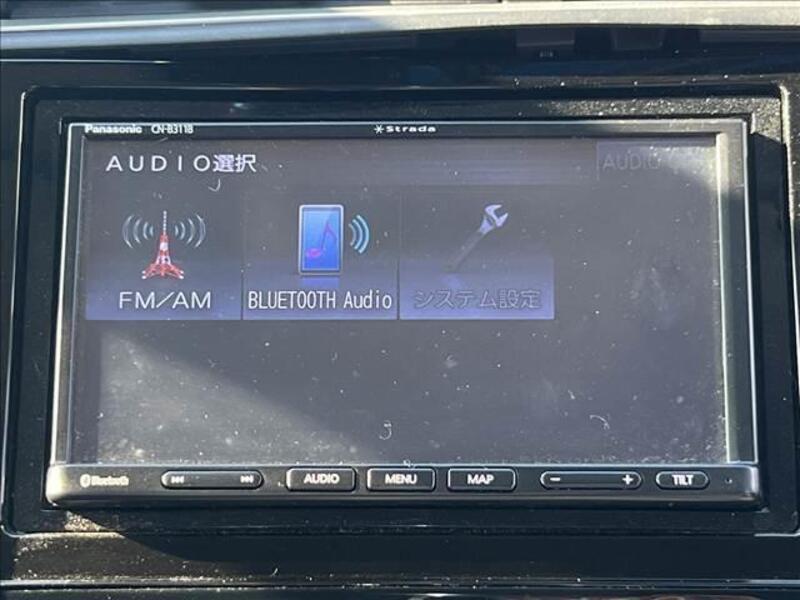 Panasonic CN-B311B Strada
AUDIO選択 AUDIO
FM/AM BLUETOOTH Audio システム設定
Bluetooth AUDIO MENU MAP − + TILT